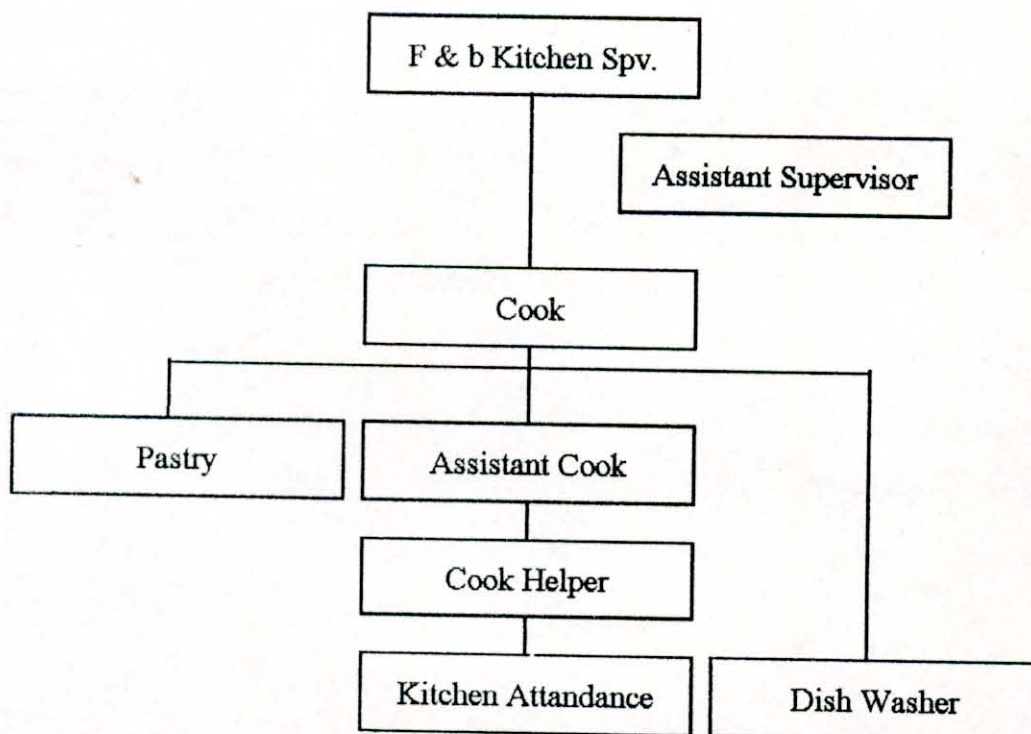 F & b Kitchen Spv.
Assistant Supervisor
Cook
Pastry
Assistant Cook
Cook Helper
Kitchen Attandance
Dish Washer